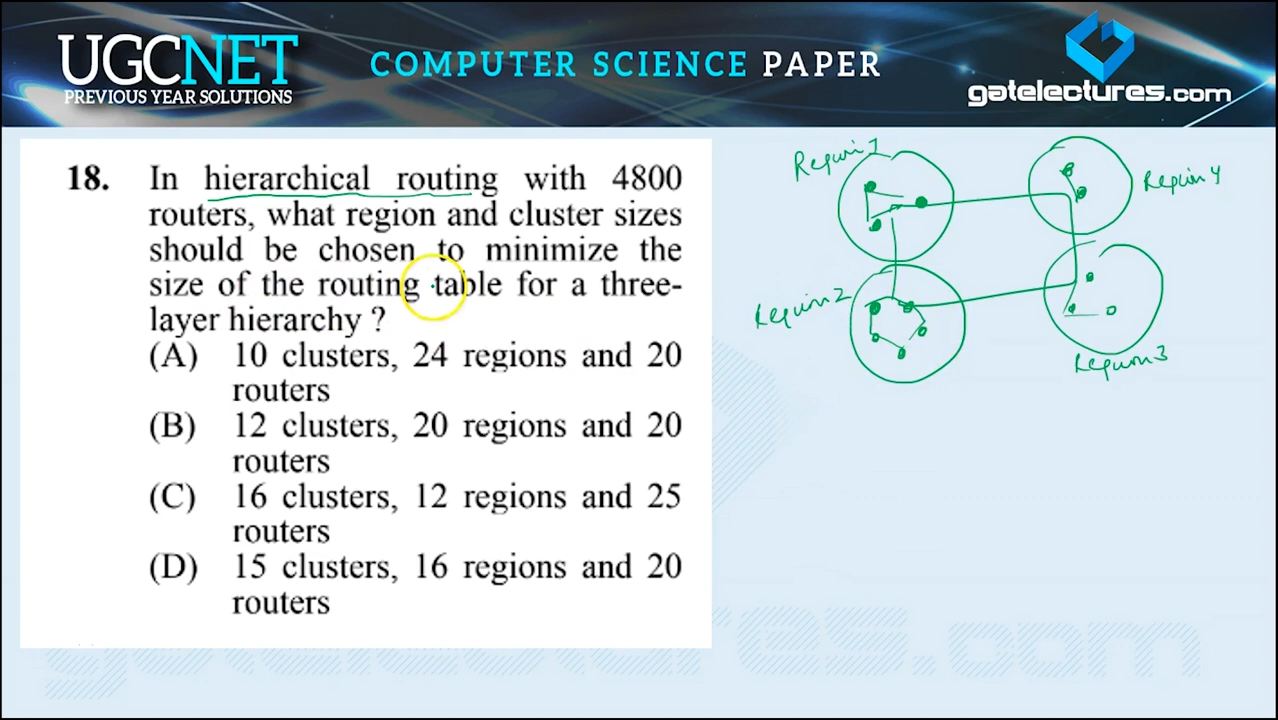 UGCNET
PREVIOUS YEAR SOLUTIONS
COMPUTER SCIENCE PAPER
gatelectures.com
18. In hierarchical routing with 4800
routers, what region and cluster sizes
should be chosen to minimize the
size of the routing table for a three-
layer hierarchy ?
(A) 10 clusters, 24 regions and 20
routers
(B) 12 clusters, 20 regions and 20
routers
(C) 16 clusters, 12 regions and 25
routers
(D) 15 clusters, 16 regions and 20
routers
Region 1
Region 4
Region 2
Region 3